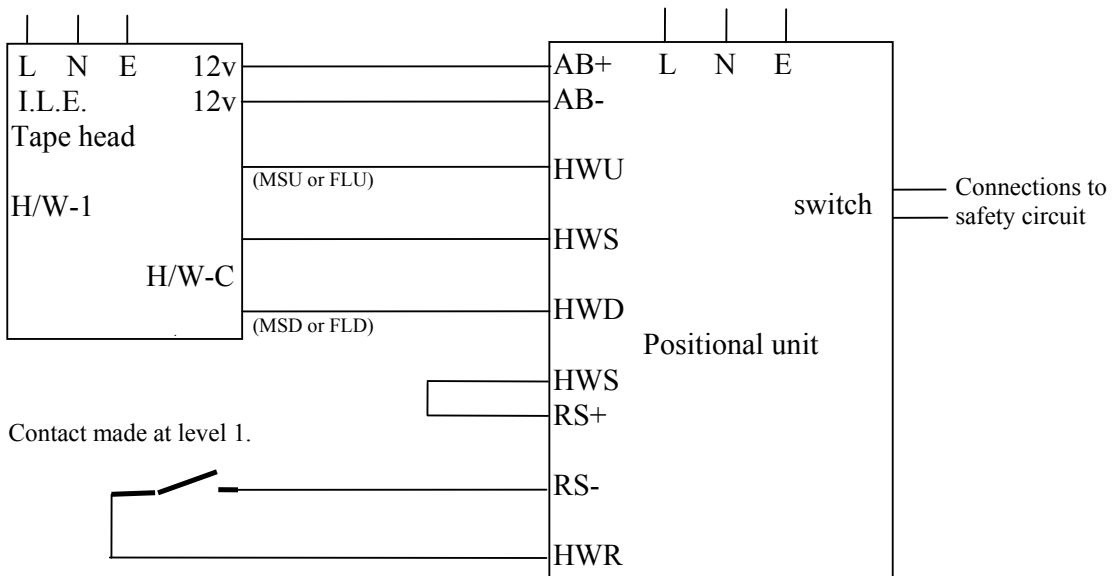 L N E 12v
I.L.E. 12v
Tape head
H/W-1
H/W-C
(MSU or FLU)
(MSD or FLD)
AB+ L N E
AB-
HWU
switch
HWS
HWD
Positional unit
HWS
RS+
RS-
HWR
Connections to
safety circuit
Contact made at level 1.